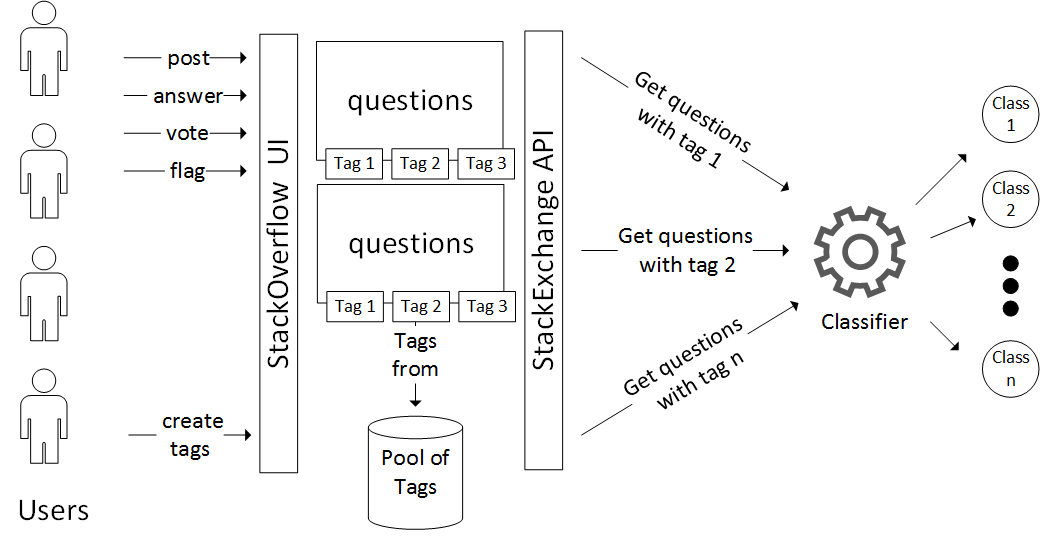 post
answer
vote
flag
create
tags
Users
StackOverflow UI
questions
Tag 1
Tag 2
Tag 3
questions
Tag 1
Tag 2
Tag 3
Tags
from
Pool of
Tags
StackExchange API
Get questions
with tag 1
Get questions
with tag 2
Get questions
with tag n
Classifier
Class
1
Class
2
Class
n